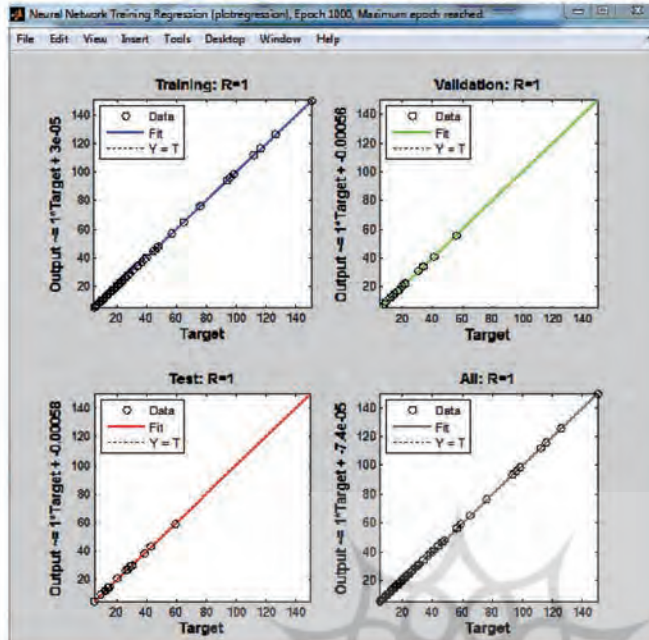 Neural Network Training Regression (plotregression), Epoch 1000, Maximum epoch reached.
File Edit View Insert Tools Desktop Window Help
Training: R=1
Output ~= 1*Target + 3e-05
Data
Fit
Y = T
140
120
100
80
60
40
20
20 40 60 80 100 120 140
Target
Validation: R=1
Output ~= 1*Target + -0.00056
Data
Fit
Y = T
140
120
100
80
60
40
20
20 40 60 80 100 120 140
Target
Test: R=1
Output ~= 1*Target + -0.00058
Data
Fit
Y = T
140
120
100
80
60
40
20
20 40 60 80 100 120 140
Target
All: R=1
Output ~= 1*Target + -7.4e-05
Data
Fit
Y = T
140
120
100
80
60
40
20
20 40 60 80 100 120 140
Target